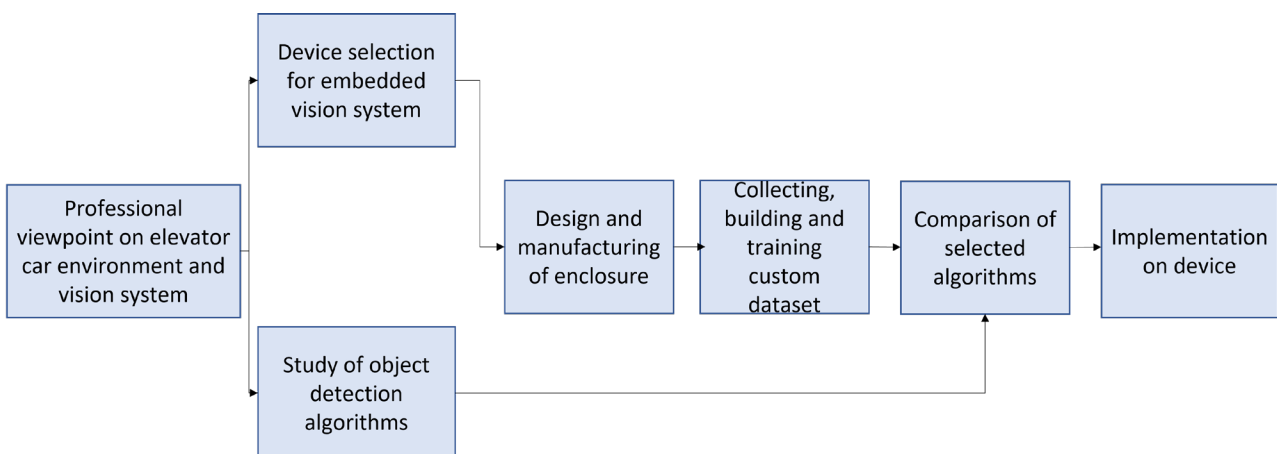 Device selection
for embedded
vision system
Professional
viewpoint on elevator
car environment and
vision system
Design and
manufacturing
of enclosure
Collecting,
building and
training
custom
dataset
Comparison of
selected
algorithms
Implementation
on device
Study of object
detection
algorithms